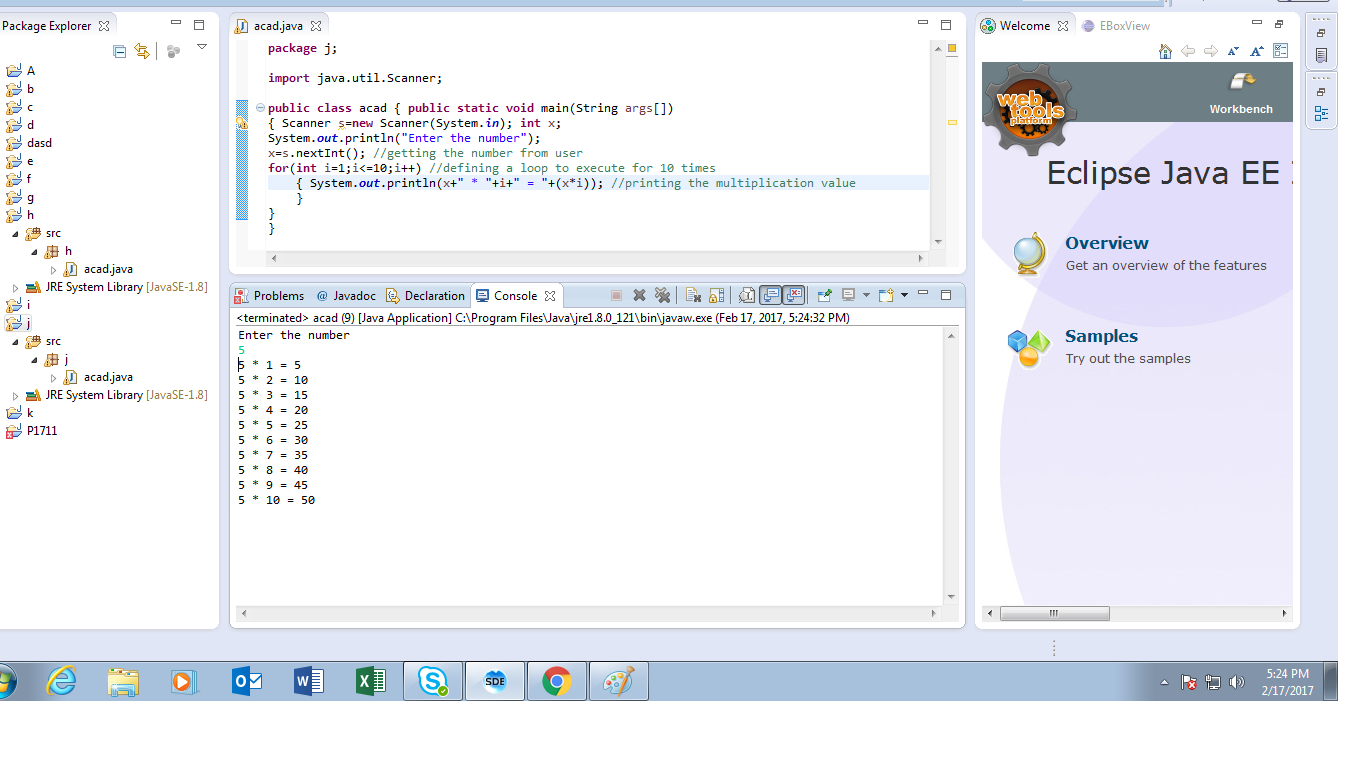 Package Explorer
A
b
c
d
dasd
e
f
g
h
src
h
acad.java
JRE System Library [JavaSE-1.8]
i
j
src
j
acad.java
JRE System Library [JavaSE-1.8]
k
P1711
acad.java
package j;
import java.util.Scanner;
public class acad { public static void main(String args[])
{ Scanner s=new Scanner(System.in); int x;
System.out.println("Enter the number");
x=s.nextInt(); //getting the number from user
for(int i=1;i<=10;i++) //defining a loop to execute for 10 times
{ System.out.println(x+" * "+i+" = "+(x*i)); //printing the multiplication value
}
}
}
Problems @ Javadoc Declaration Console
<terminated> acad (9) [Java Application] C:\Program Files\Java\jre1.8.0_121\bin\javaw.exe (Feb 17, 2017, 5:24:32 PM)
Enter the number
5
5 * 1 = 5
5 * 2 = 10
5 * 3 = 15
5 * 4 = 20
5 * 5 = 25
5 * 6 = 30
5 * 7 = 35
5 * 8 = 40
5 * 9 = 45
5 * 10 = 50
Welcome EBoxView
web tools platform
Workbench
Eclipse Java EE
Overview
Get an overview of the features
Samples
Try out the samples
SDE
5:24 PM
2/17/2017